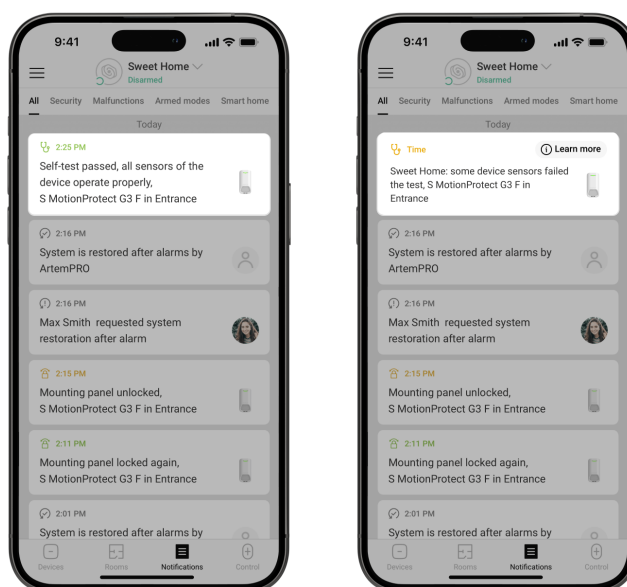 9:41
Sweet Home
Disarmed
All Security Malfunctions Armed modes Smart home
Today
2:25 PM
Self-test passed, all sensors of the
device operate properly,
S MotionProtect G3 F in Entrance
2:16 PM
System is restored after alarms by
ArtemPRO
2:16 PM
Max Smith requested system
restoration after alarm
2:15 PM
Mounting panel unlocked,
S MotionProtect G3 F in Entrance
2:11 PM
Mounting panel locked again,
S MotionProtect G3 F in Entrance
2:01 PM
System is restored after alarms by
Devices Rooms Notifications Control
9:41
Sweet Home
Disarmed
All Security Malfunctions Armed modes Smart home
Today
Time Learn more
Sweet Home: some device sensors failed
the test, S MotionProtect G3 F in
Entrance
2:16 PM
System is restored after alarms by
ArtemPRO
2:16 PM
Max Smith requested system
restoration after alarm
2:15 PM
Mounting panel unlocked,
S MotionProtect G3 F in Entrance
2:11 PM
Mounting panel locked again,
S MotionProtect G3 F in Entrance
2:01 PM
System is restored after alarms by
Devices Rooms Notifications Control